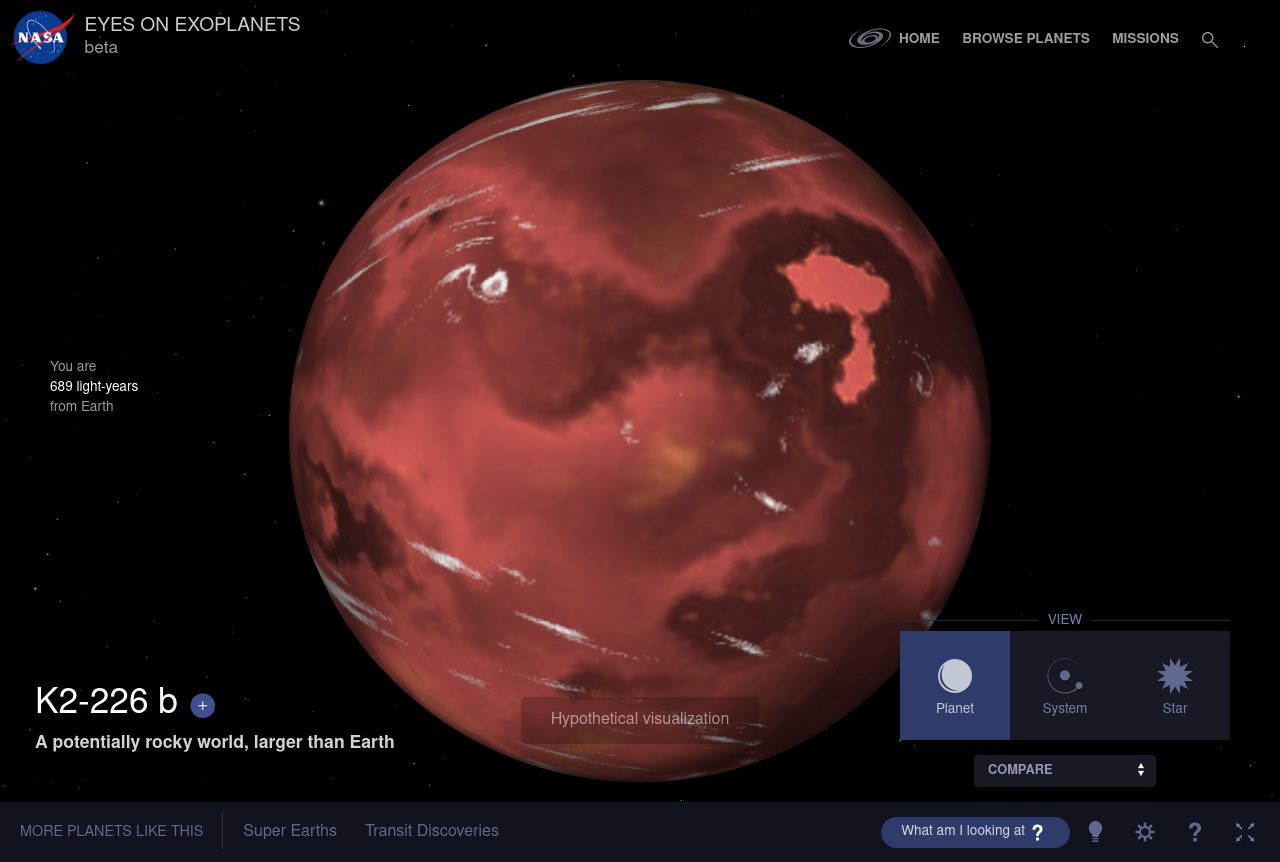 NASA
EYES ON EXOPLANETS
beta
HOME
BROWSE PLANETS
MISSIONS
You are
689 light-years
from Earth
VIEW
Planet
System
Star
K2-226 b +
A potentially rocky world, larger than Earth
Hypothetical visualization
COMPARE
MORE PLANETS LIKE THIS
Super Earths
Transit Discoveries
What am I looking at ?
?